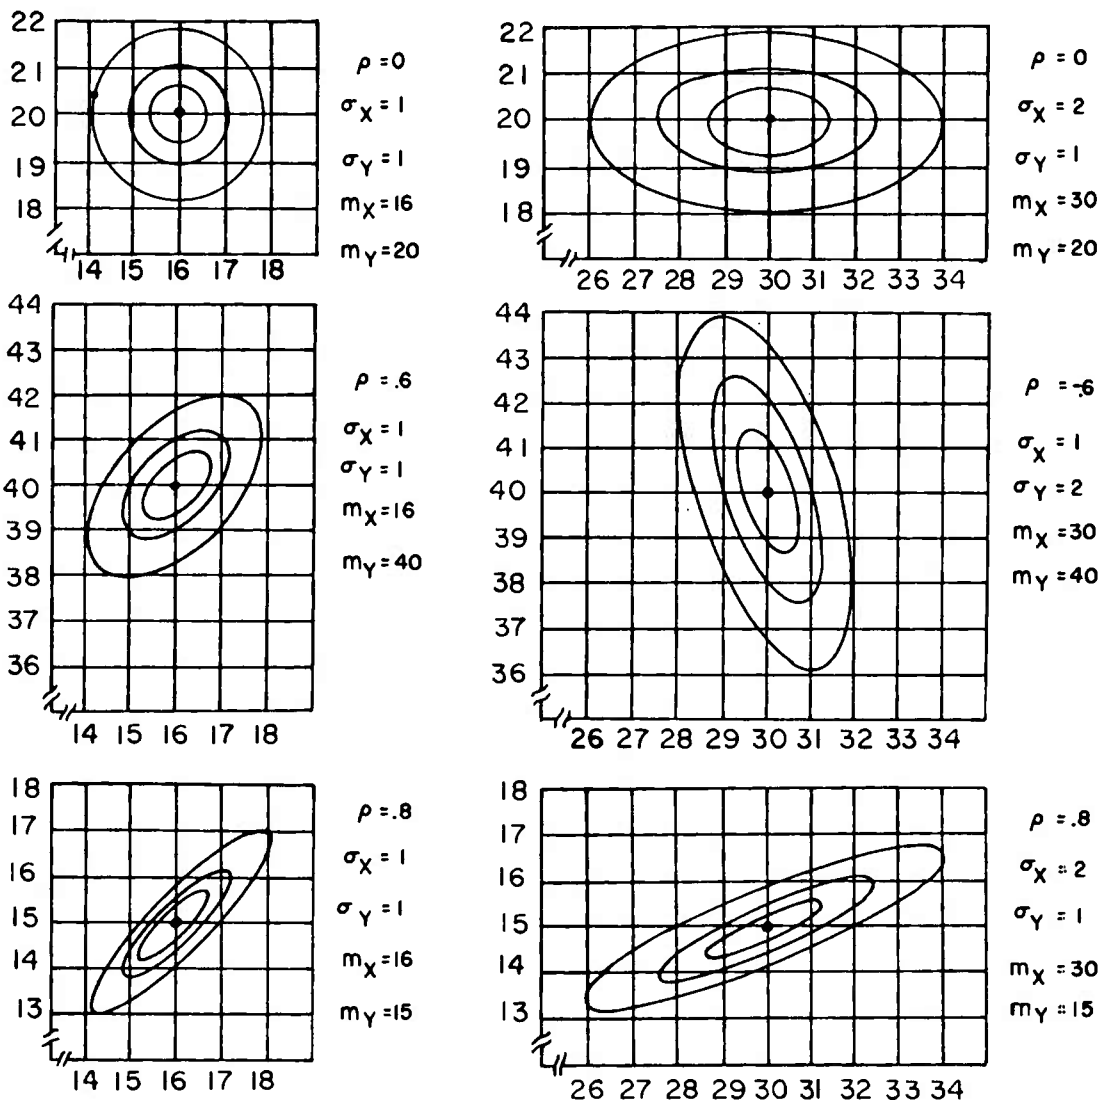 22
21
20
19
18
14 15 16 17 18
ρ = 0
σX = 1
σY = 1
mX = 16
mY = 20
22
21
20
19
18
26 27 28 29 30 31 32 33 34
ρ = 0
σX = 2
σY = 1
mX = 30
mY = 20
44
43
42
41
40
39
38
37
36
14 15 16 17 18
ρ = .6
σX = 1
σY = 1
mX = 16
mY = 40
44
43
42
41
40
39
38
37
36
26 27 28 29 30 31 32 33 34
ρ = -.6
σX = 1
σY = 2
mX = 30
mY = 40
18
17
16
15
14
13
14 15 16 17 18
ρ = .8
σX = 1
σY = 1
mX = 16
mY = 15
18
17
16
15
14
13
26 27 28 29 30 31 32 33 34
ρ = .8
σX = 2
σY = 1
mX = 30
mY = 15